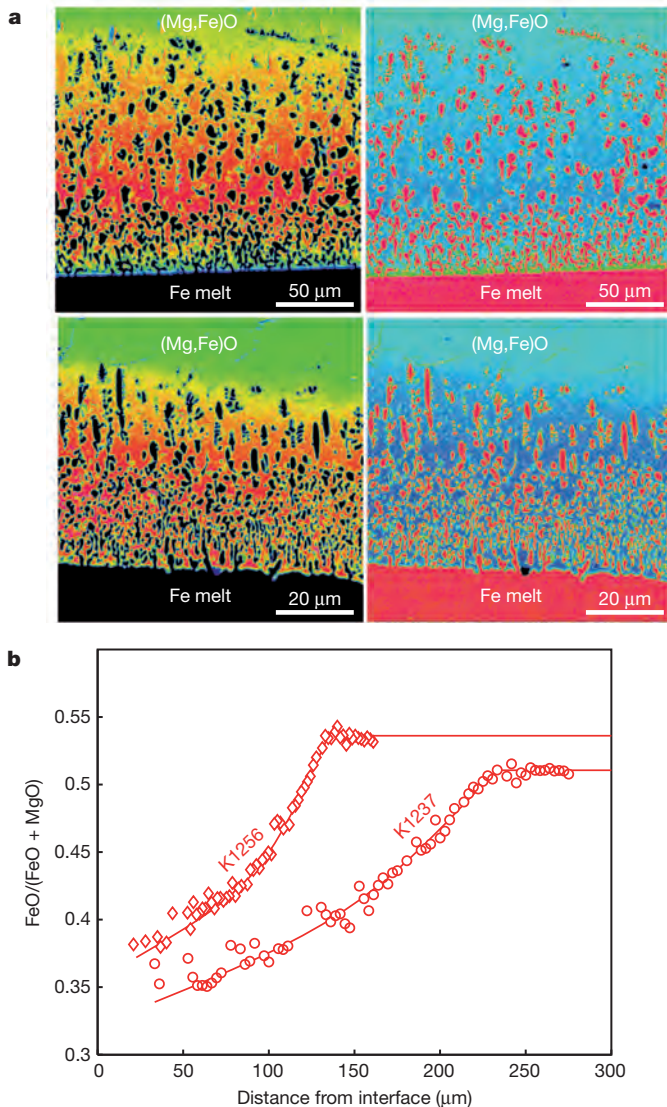 a
(Mg,Fe)O
(Mg,Fe)O
Fe melt
50 μm
Fe melt
50 μm
(Mg,Fe)O
(Mg,Fe)O
Fe melt
20 μm
Fe melt
20 μm
b
0.55
0.5
0.45
0.4
0.35
0.3
FeO/(FeO + MgO)
K1256
K1237
0
50
100
150
200
250
300
Distance from interface (μm)